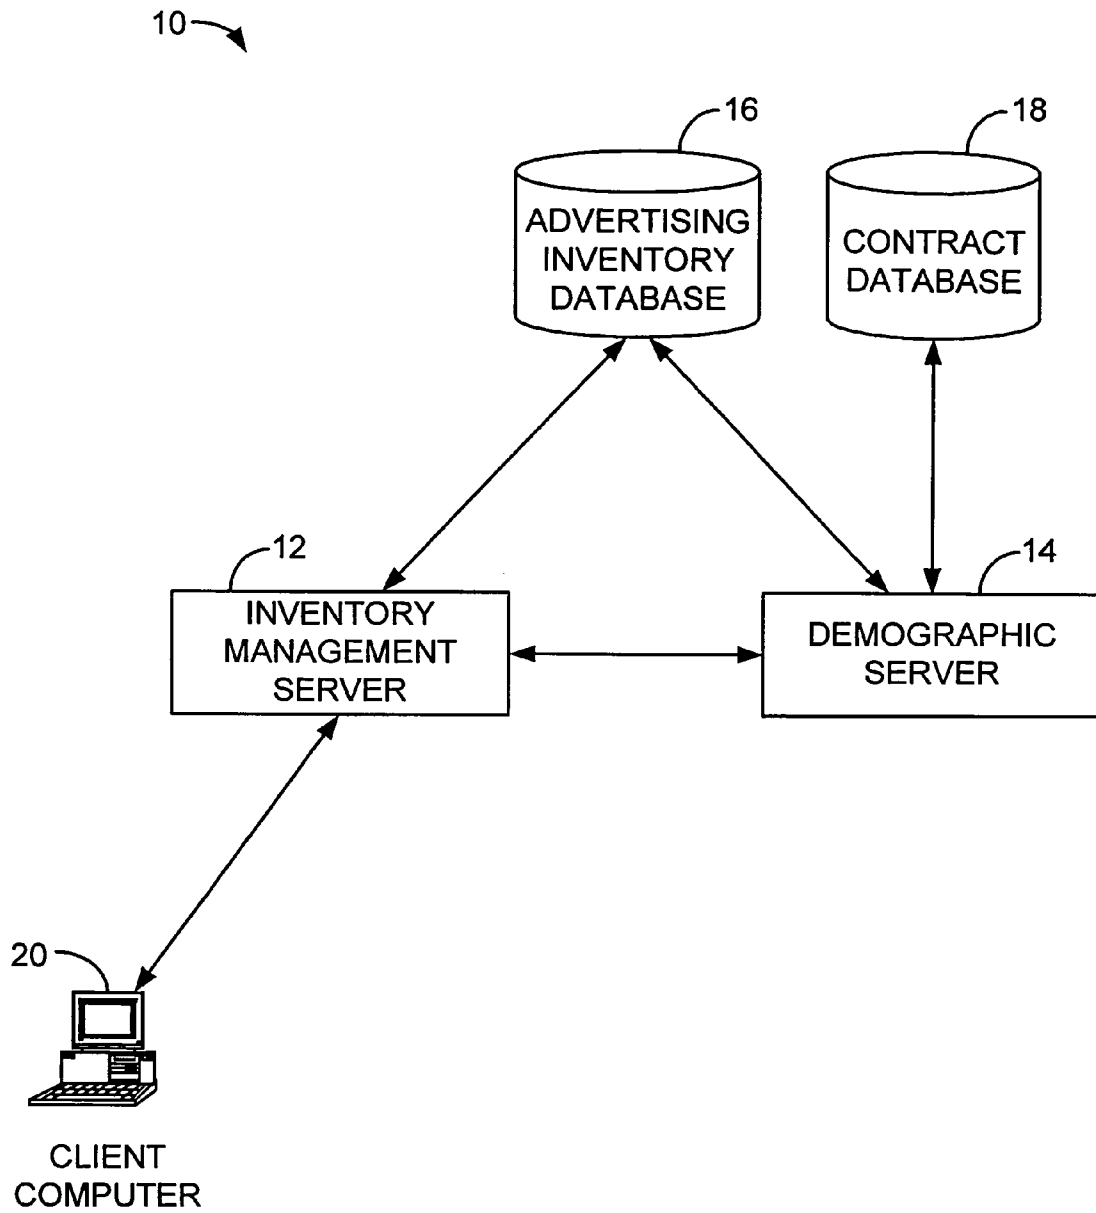 10
16
18
ADVERTISING
INVENTORY
DATABASE
CONTRACT
DATABASE
12
14
INVENTORY
MANAGEMENT
SERVER
DEMOGRAPHIC
SERVER
20
CLIENT
COMPUTER